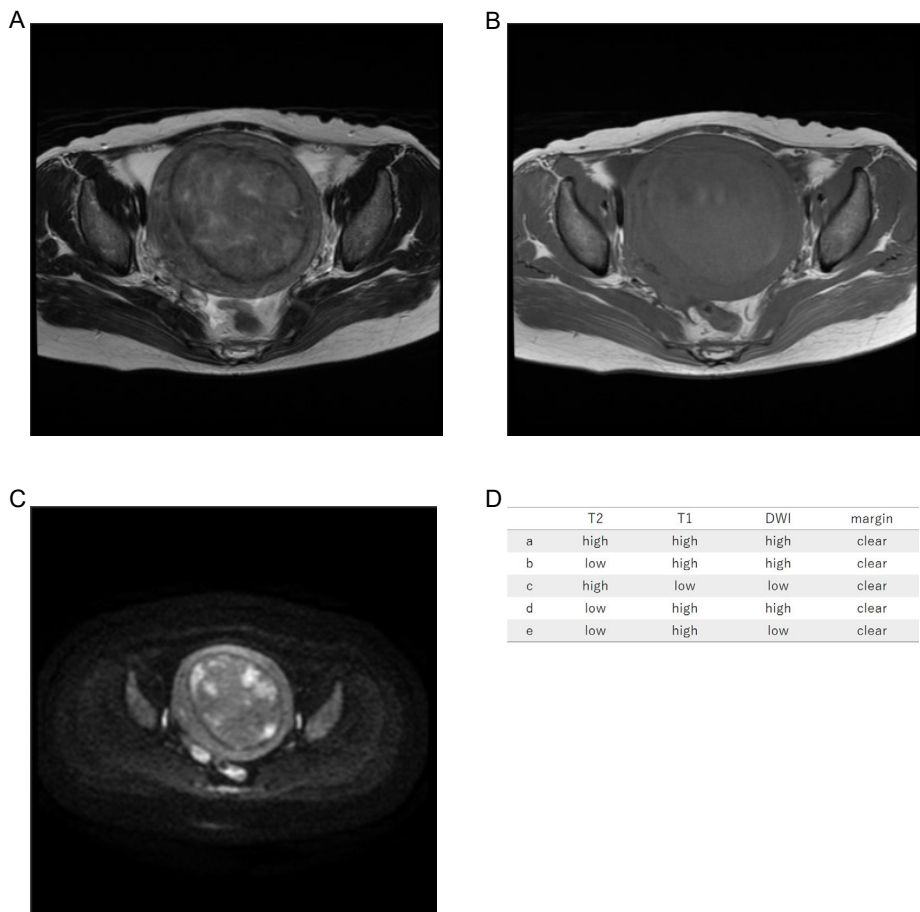 A
B
C
D
T2 T1 DWI margin
a high high high clear
b low high high clear
c high low low clear
d low high high clear
e low high low clear